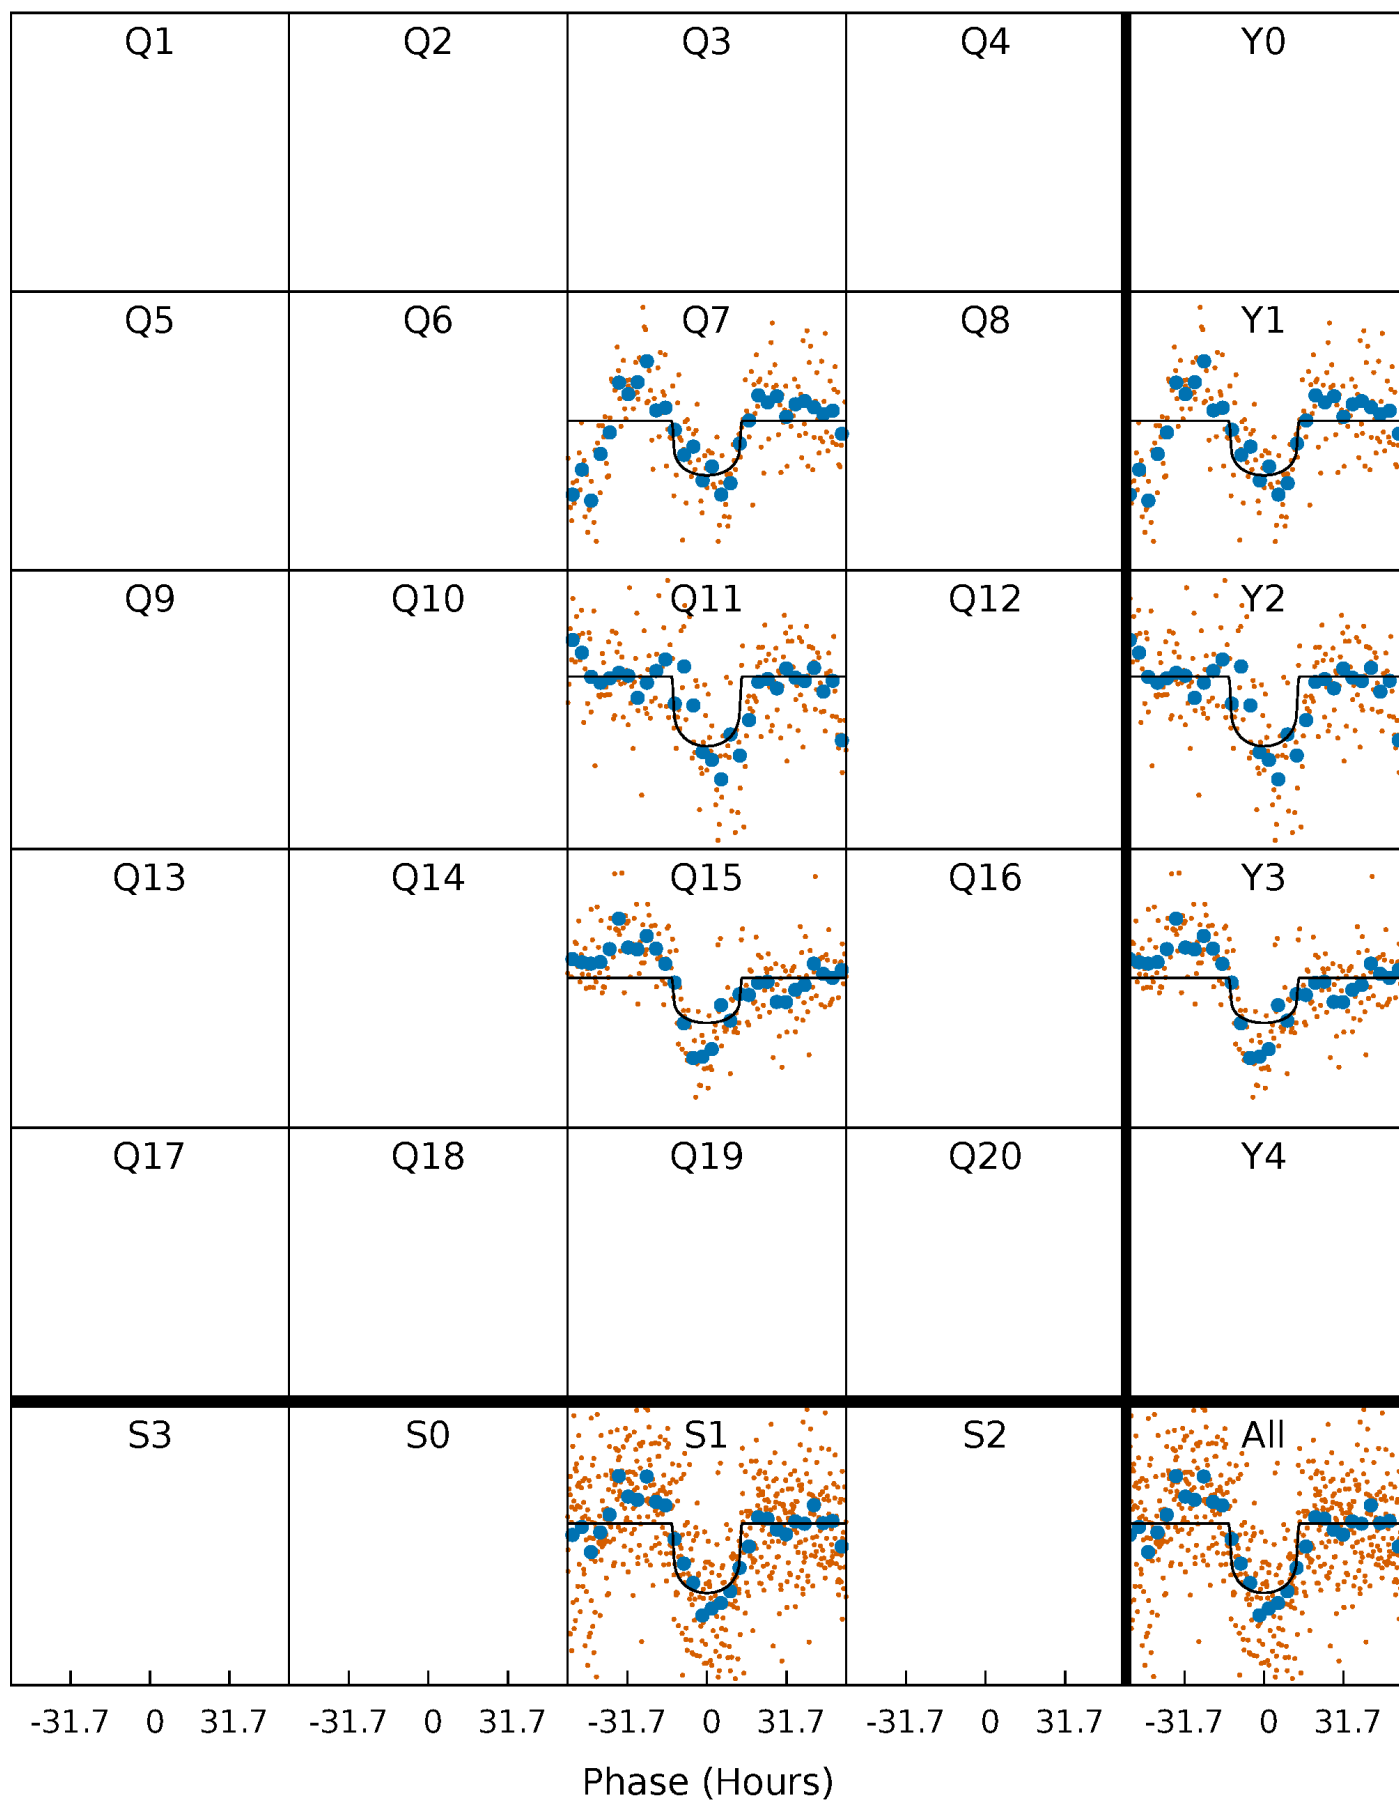 Q1 Q2 Q3 Q4 Y0
Q5 Q6 Q7 Q8 Y1
Q9 Q10 Q11 Q12 Y2
Q13 Q14 Q15 Q16 Y3
Q17 Q18 Q19 Q20 Y4
S3 S0 S1 S2 All
-31.7 0 31.7 -31.7 0 31.7 -31.7 0 31.7 -31.7 0 31.7 -31.7 0 31.7
Phase (Hours)